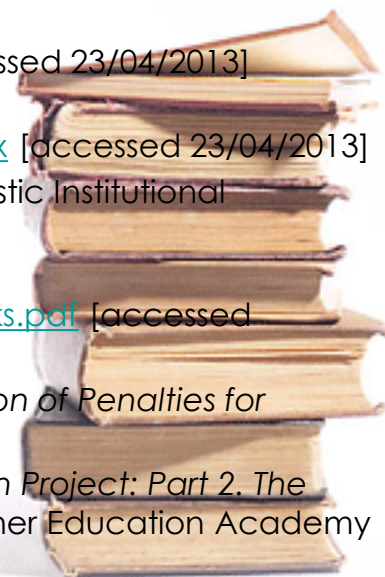 ssed 23/04/2013]
x [accessed 23/04/2013]
stic Institutional
ks.pdf [accessed
on of Penalties for
n Project: Part 2. The
her Education Academy